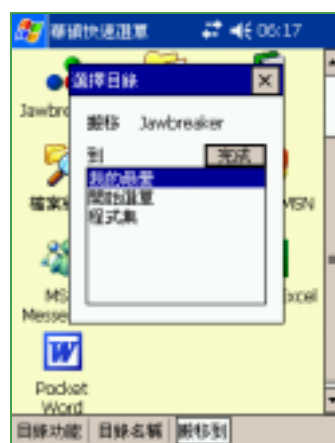 華碩快速選單 06:17
選擇目錄
Jawbre
搬移 Jawbreaker
到 完成
我的最愛
開始選單
程式集
檔案
MSN
MS
Messe
Excel
Pocket
Word
目錄功能 目錄名稱 搬移到